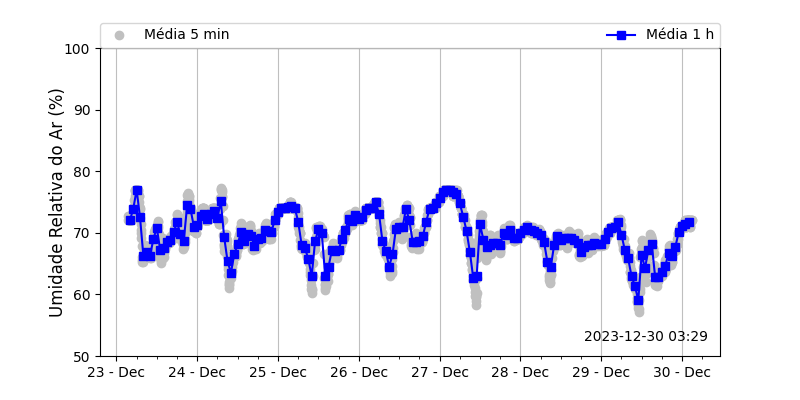 Média 5 min
Média 1 h
Umidade Relativa do Ar (%)
100
90
80
70
60
50
2023-12-30 03:29
23 - Dec
24 - Dec
25 - Dec
26 - Dec
27 - Dec
28 - Dec
29 - Dec
30 - Dec